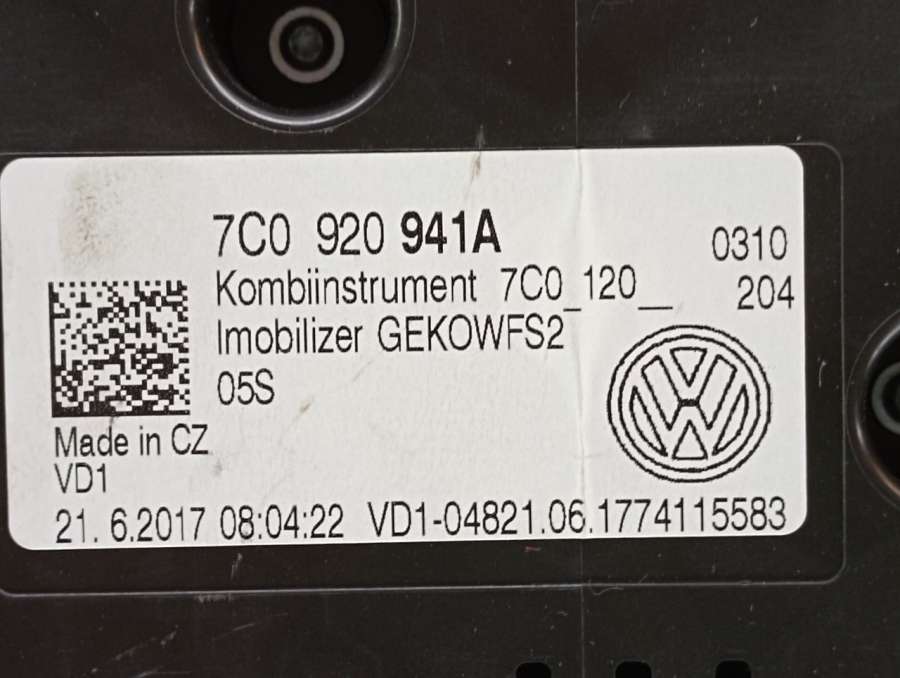 7C0 920 941A 0310
Kombiinstrument 7C0_120__ 204
Imobilizer GEKOWFS2
05S
Made in CZ
VD1
21. 6.2017 08:04:22 VD1-04821.06.1774115583